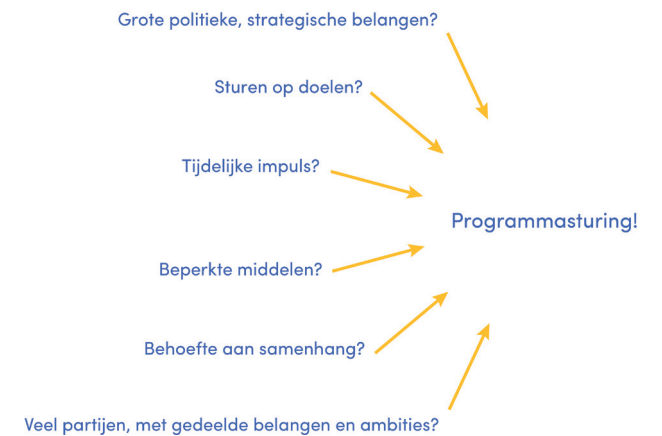 Grote politieke, strategische belangen?
Sturen op doelen?
Tijdelijke impuls?
Programmasturing!
Beperkte middelen?
Behoefte aan samenhang?
Veel partijen, met gedeelde belangen en ambities?